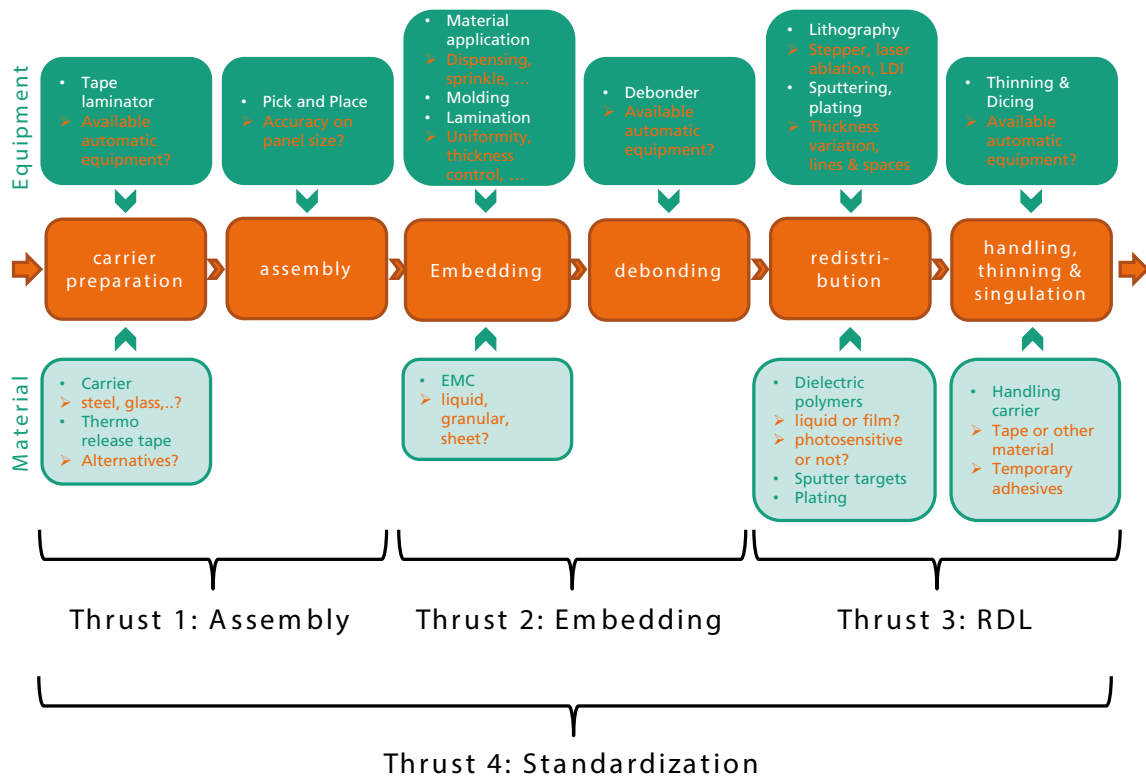 Equipment
• Tape
laminator
➢ Available
automatic
equipment?
• Pick and Place
➢ Accuracy on
panel size?
• Material
application
➢ Dispensing,
sprinkle, …
• Molding
• Lamination
➢ Uniformity,
thickness
control, …
• Debonder
➢ Available
automatic
equipment?
• Lithography
➢ Stepper, laser
ablation, LDI
• Sputtering,
plating
➢ Thickness
variation,
lines & spaces
• Thinning &
Dicing
➢ Available
automatic
equipment?
carrier
preparation
assembly
Embedding
debonding
redistri-
bution
handling,
thinning &
singulation
Material
• Carrier
➢ steel, glass,..?
• Thermo
release tape
➢ Alternatives?
• EMC
➢ liquid,
granular,
sheet?
• Dielectric
polymers
➢ liquid or film?
➢ photosensitive
or not?
• Sputter targets
• Plating
• Handling
carrier
➢ Tape or other
material
➢ Temporary
adhesives
Thrust 1: Assembly
Thrust 2: Embedding
Thrust 3: RDL
Thrust 4: Standardization